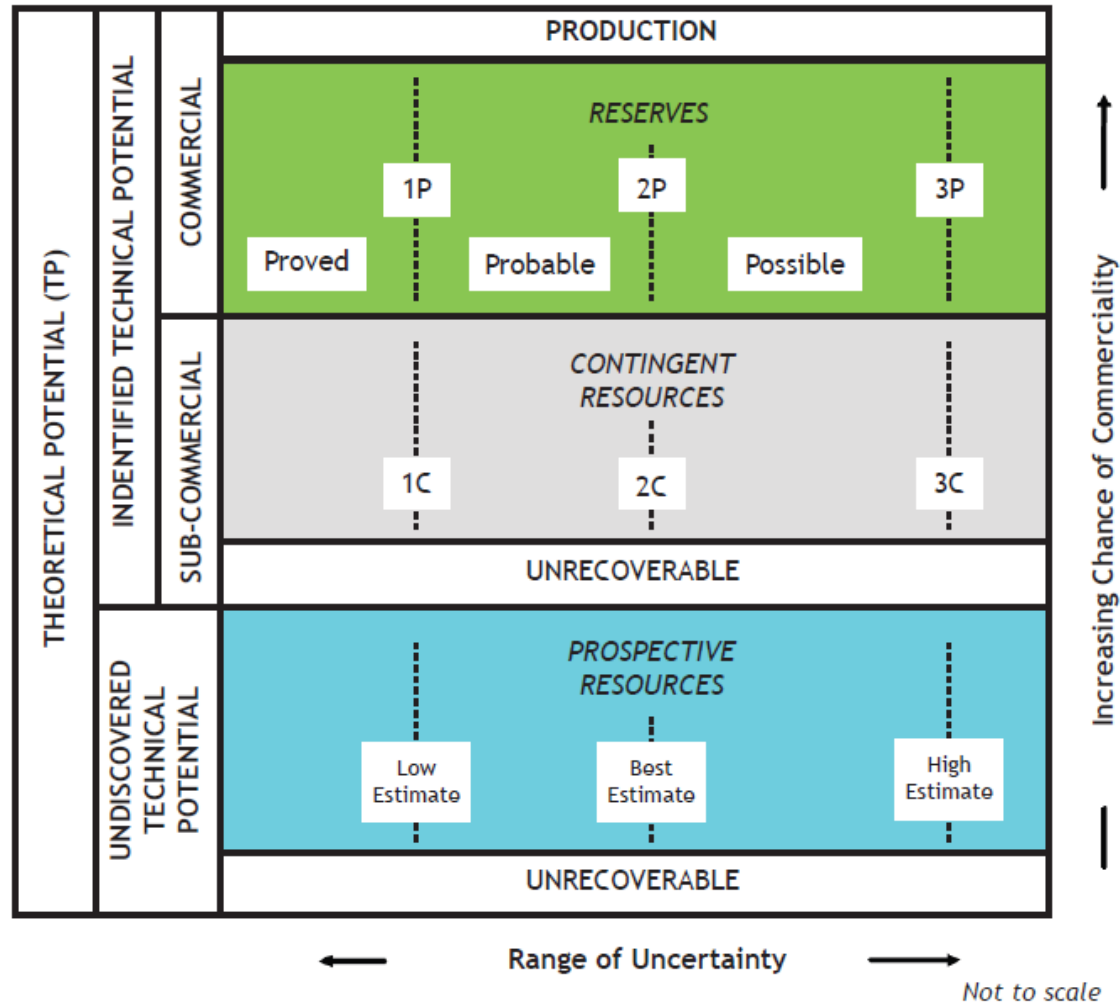 THEORETICAL POTENTIAL (TP)
INDENTIFIED TECHNICAL POTENTIAL
COMMERCIAL
PRODUCTION
RESERVES
1P
2P
3P
Proved
Probable
Possible
SUB-COMMERCIAL
CONTINGENT
RESOURCES
1C
2C
3C
UNRECOVERABLE
UNDISCOVERED
TECHNICAL
POTENTIAL
PROSPECTIVE
RESOURCES
Low
Estimate
Best
Estimate
High
Estimate
UNRECOVERABLE
Increasing Chance of Commerciality
Range of Uncertainty
Not to scale